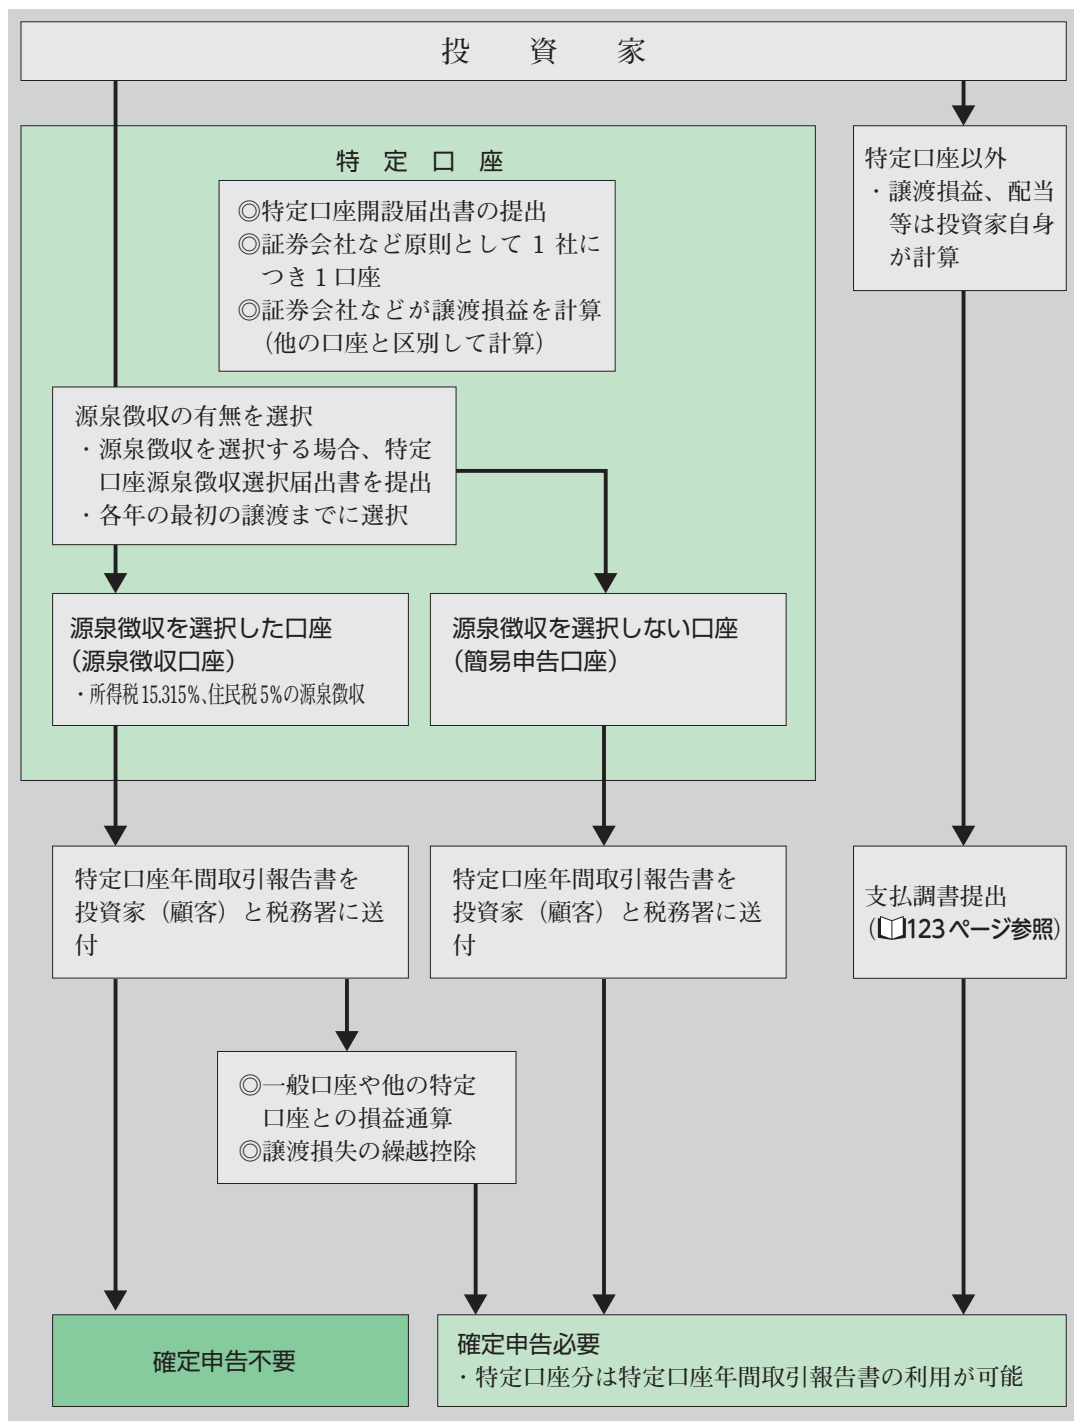 投資家
特定口座
◎特定口座開設届出書の提出
◎証券会社など原則として1社に
つき1口座
◎証券会社などが譲渡損益を計算
(他の口座と区別して計算)
特定口座以外
・譲渡損益、配当
等は投資家自身
が計算
源泉徴収の有無を選択
・源泉徴収を選択する場合、特定
口座源泉徴収選択届出書を提出
・各年の最初の譲渡までに選択
源泉徴収を選択した口座
(源泉徴収口座)
・所得税15.315%、住民税5%の源泉徴収
源泉徴収を選択しない口座
(簡易申告口座)
特定口座年間取引報告書を
投資家(顧客)と税務署に送
付
特定口座年間取引報告書を
投資家(顧客)と税務署に送
付
支払調書提出
(123ページ参照)
◎一般口座や他の特定
口座との損益通算
◎譲渡損失の繰越控除
確定申告不要
確定申告必要
・特定口座分は特定口座年間取引報告書の利用が可能